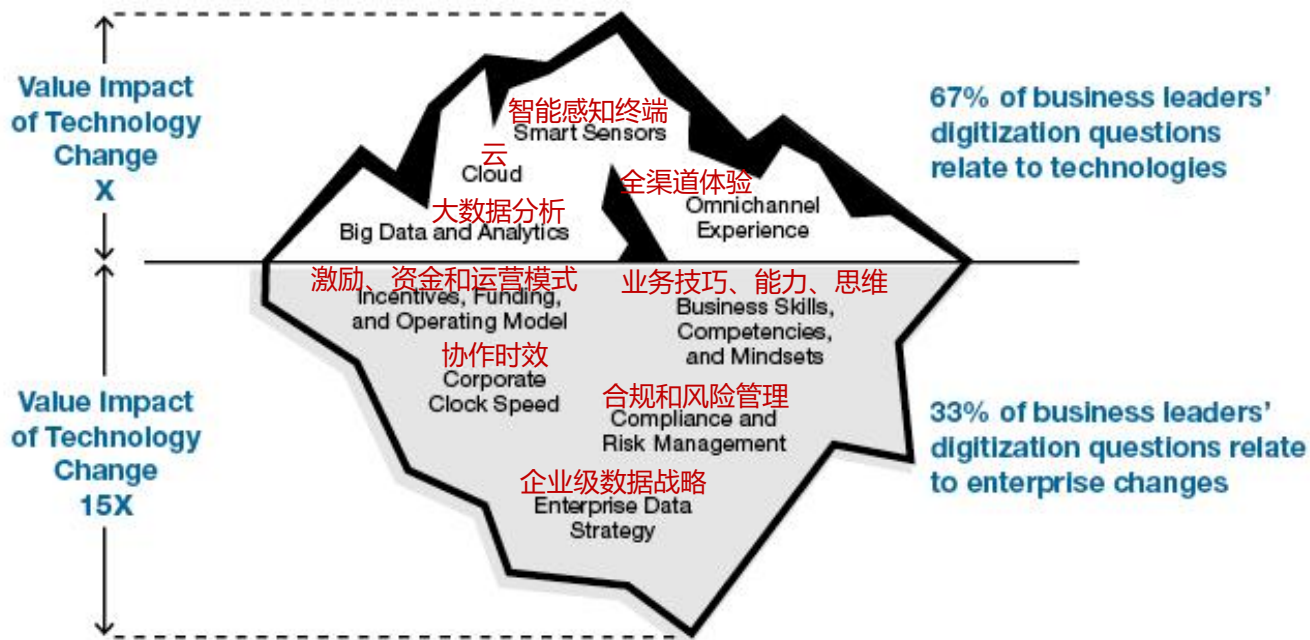 Value Impact
of Technology
Change
X
智能感知终端
Smart Sensors
云
Cloud
全渠道体验
Omnichannel
Experience
大数据分析
Big Data and Analytics
67% of business leaders’
digitization questions
relate to technologies
激励、资金和运营模式
Incentives, Funding,
and Operating Model
业务技巧、能力、思维
Business Skills,
Competencies,
and Mindsets
协作时效
Corporate
Clock Speed
合规和风险管理
Compliance and
Risk Management
企业级数据战略
Enterprise Data
Strategy
Value Impact
of Technology
Change
15X
33% of business leaders’
digitization questions relate
to enterprise changes